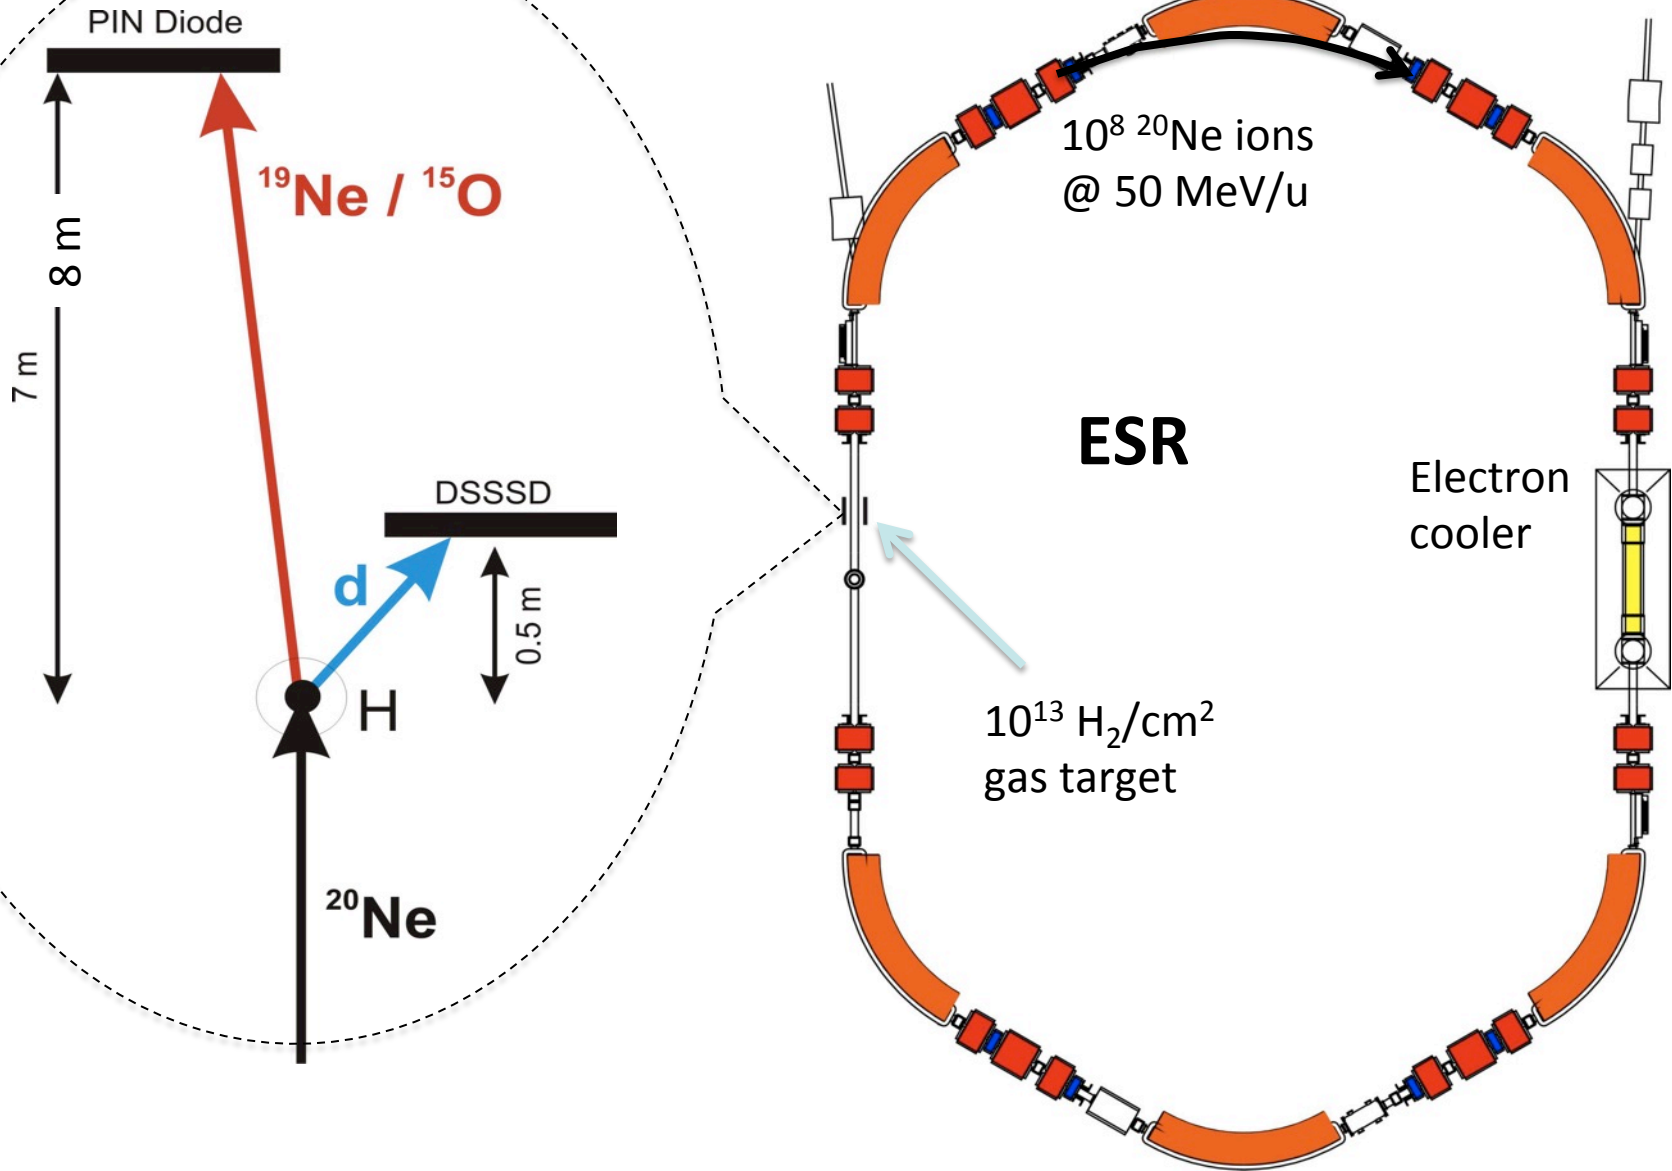 PIN Diode
¹⁹Ne / ¹⁵O
8 m
7 m
DSSSD
d
0.5 m
H
²⁰Ne
10⁸ ²⁰Ne ions
@ 50 MeV/u
ESR
Electron
cooler
10¹³ H₂/cm²
gas target